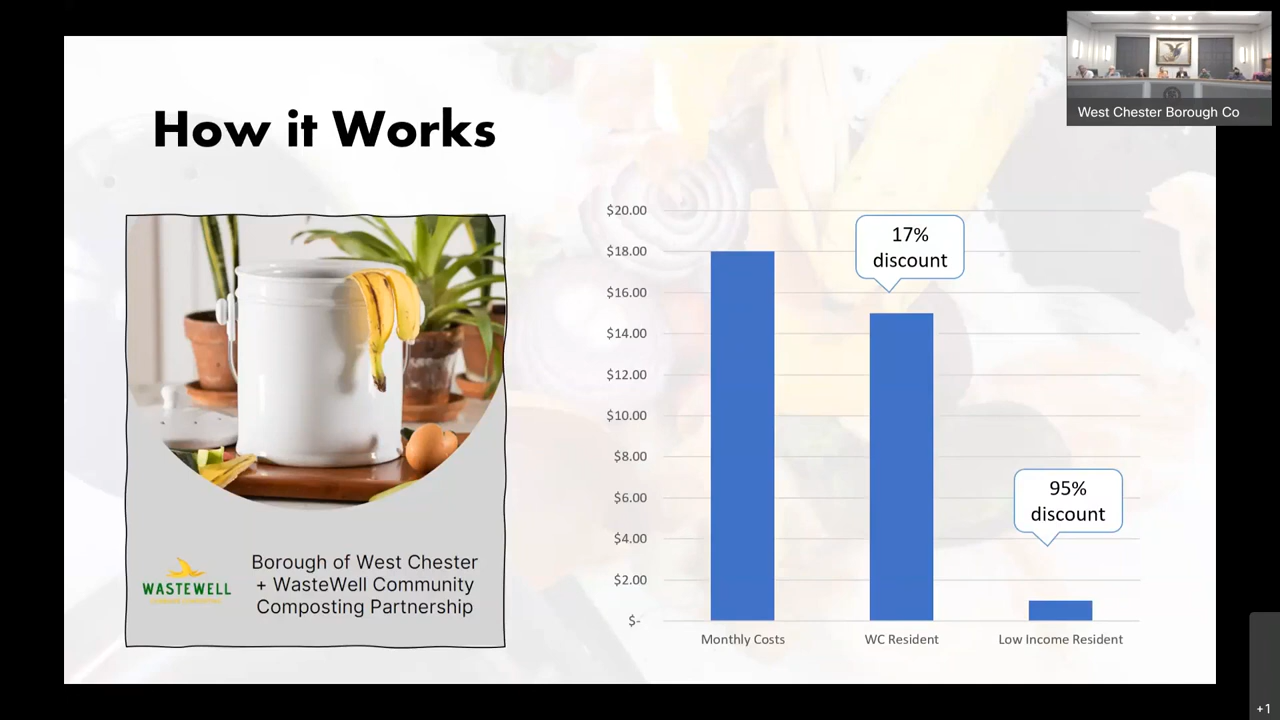 West Chester Borough Co
How it Works
WASTEWELL
Borough of West Chester
+ WasteWell Community
Composting Partnership
$20.00
$18.00
$16.00
$14.00
$12.00
$10.00
$8.00
$6.00
$4.00
$2.00
$-
17%
discount
95%
discount
Monthly Costs
WC Resident
Low Income Resident
+1